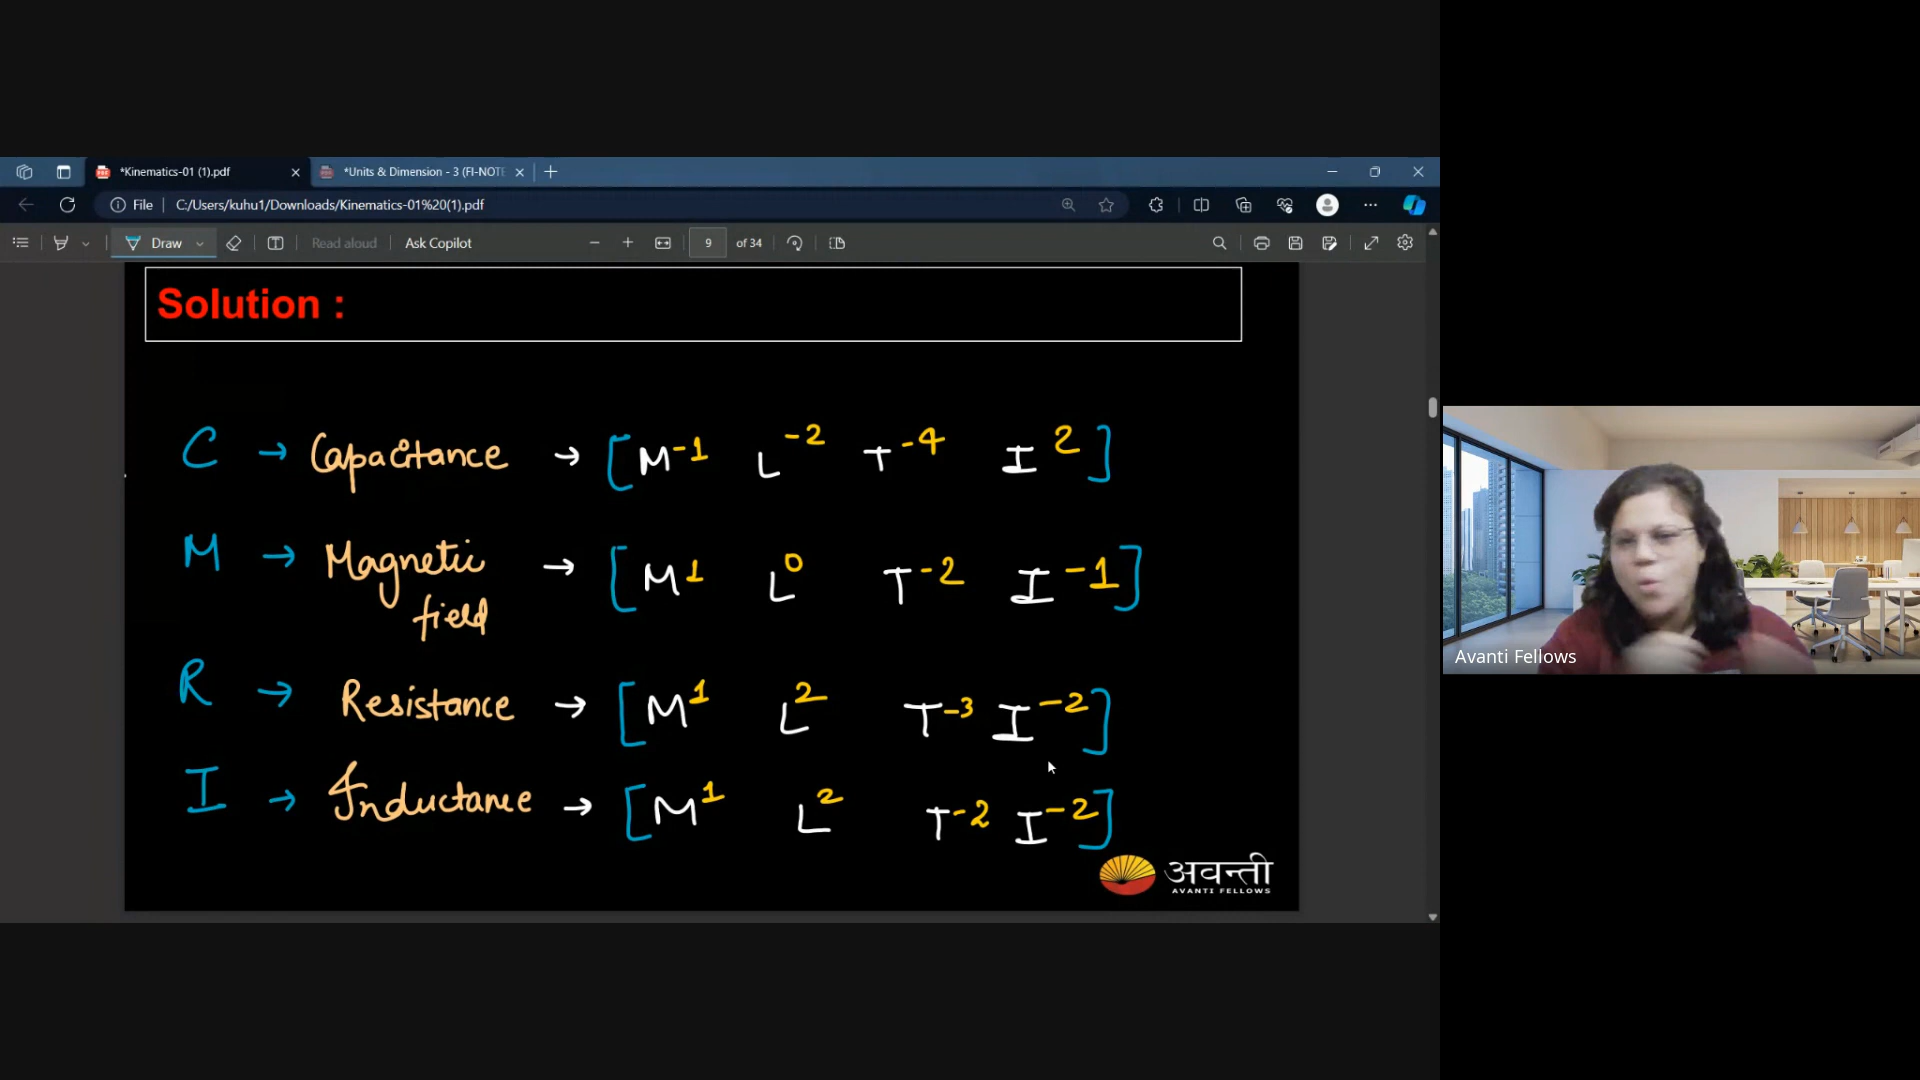 *Kinematics-01 (1).pdf
*Units & Dimension - 3 (FI-NOTE
File C:/Users/kuhu1/Downloads/Kinematics-01%20(1).pdf
Draw Read aloud Ask Copilot 9 of 34
Solution :
C → Capacitance → [M⁻¹ L⁻² T⁻⁴ I²]
M → Magnetic field → [M¹ L⁰ T⁻² I⁻¹]
R → Resistance → [M¹ L² T⁻³ I⁻²]
I → Inductance → [M¹ L² T⁻² I⁻²]
अवन्ती
AVANTI FELLOWS
Avanti Fellows